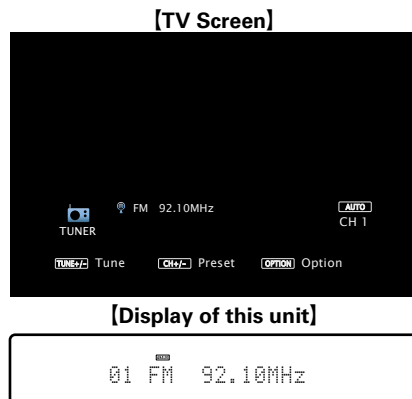 【TV Screen】
FM 92.10MHz
AUTO
TUNER
CH 1
TUNE+/- Tune
CH+/- Preset
OPTION Option
【Display of this unit】
01 FM 92.10MHz